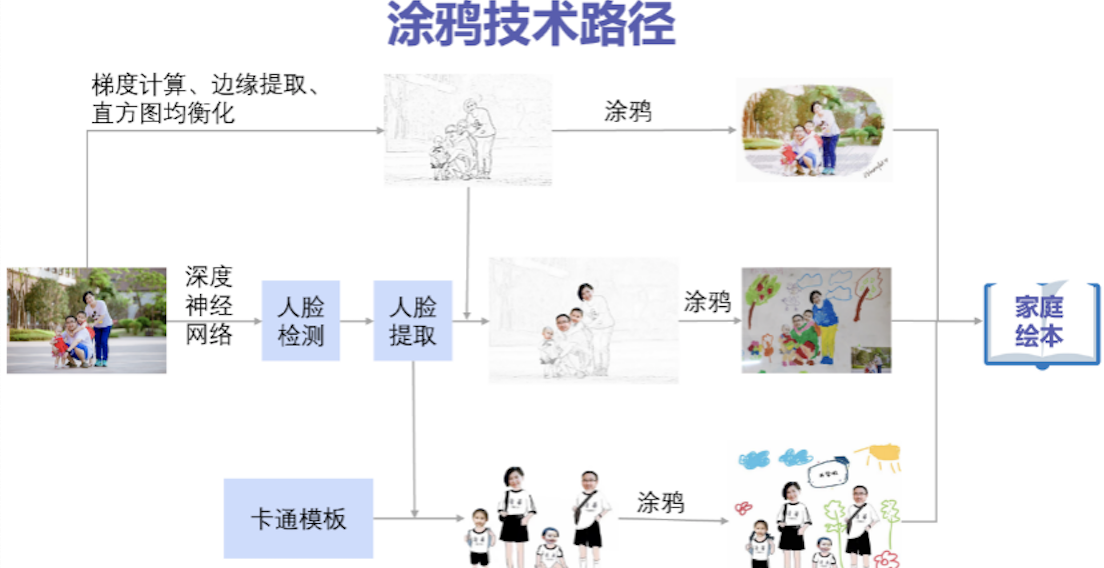 涂鸦技术路径
梯度计算、边缘提取、
直方图均衡化
涂鸦
深度
神经
网络
人脸
检测
人脸
提取
涂鸦
家庭
绘本
卡通模板
涂鸦